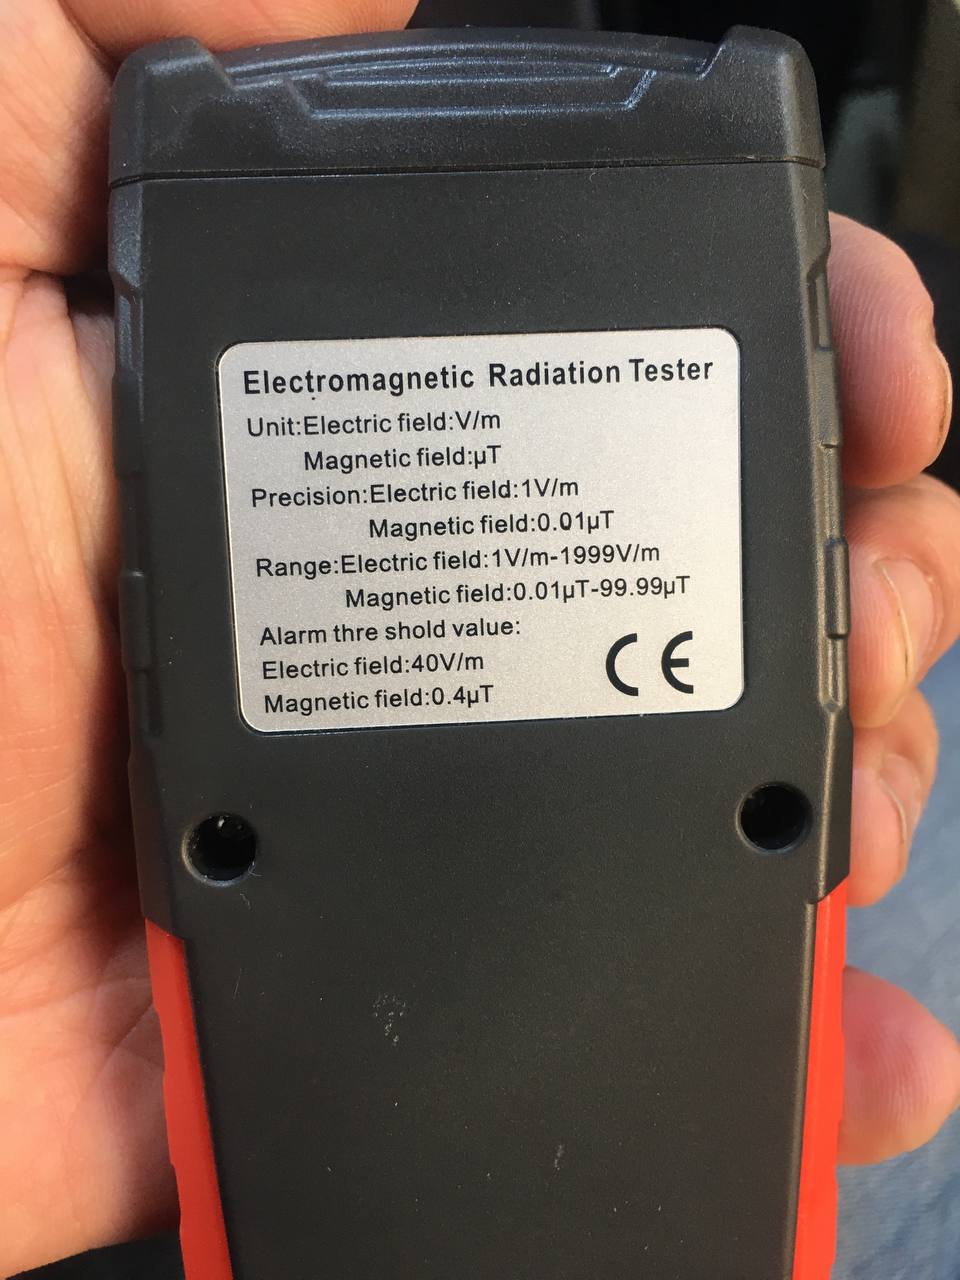 Electromagnetic Radiation Tester
Unit:Electric field:V/m
Magnetic field:µT
Precision:Electric field:1V/m
Magnetic field:0.01µT
Range:Electric field:1V/m-1999V/m
Magnetic field:0.01µT-99.99µT
Alarm thre shold value:
Electric field:40V/m
Magnetic field:0.4µT
CE